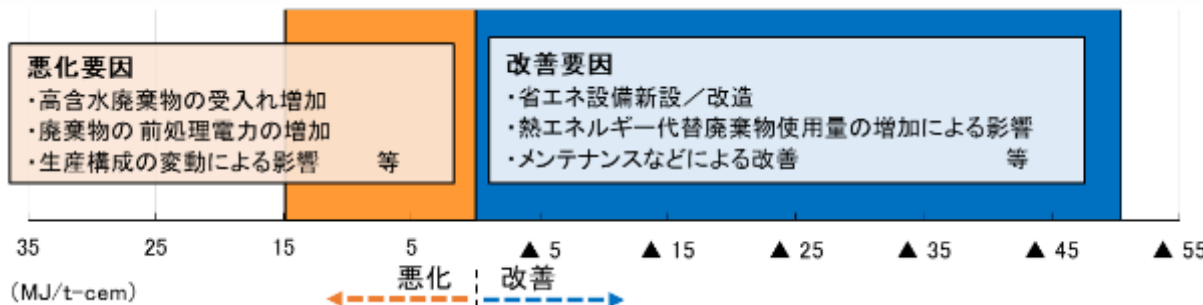 悪化要因
・高含水廃棄物の受入れ増加
・廃棄物の前処理電力の増加
・生産構成の変動による影響 等
改善要因
・省エネ設備新設／改造
・熱エネルギー代替廃棄物使用量の増加による影響
・メンテナンスなどによる改善 等
35 25 15 5 ▲ 5 ▲ 15 ▲ 25 ▲ 35 ▲ 45 ▲ 55
(MJ/t-cem)
悪化 改善